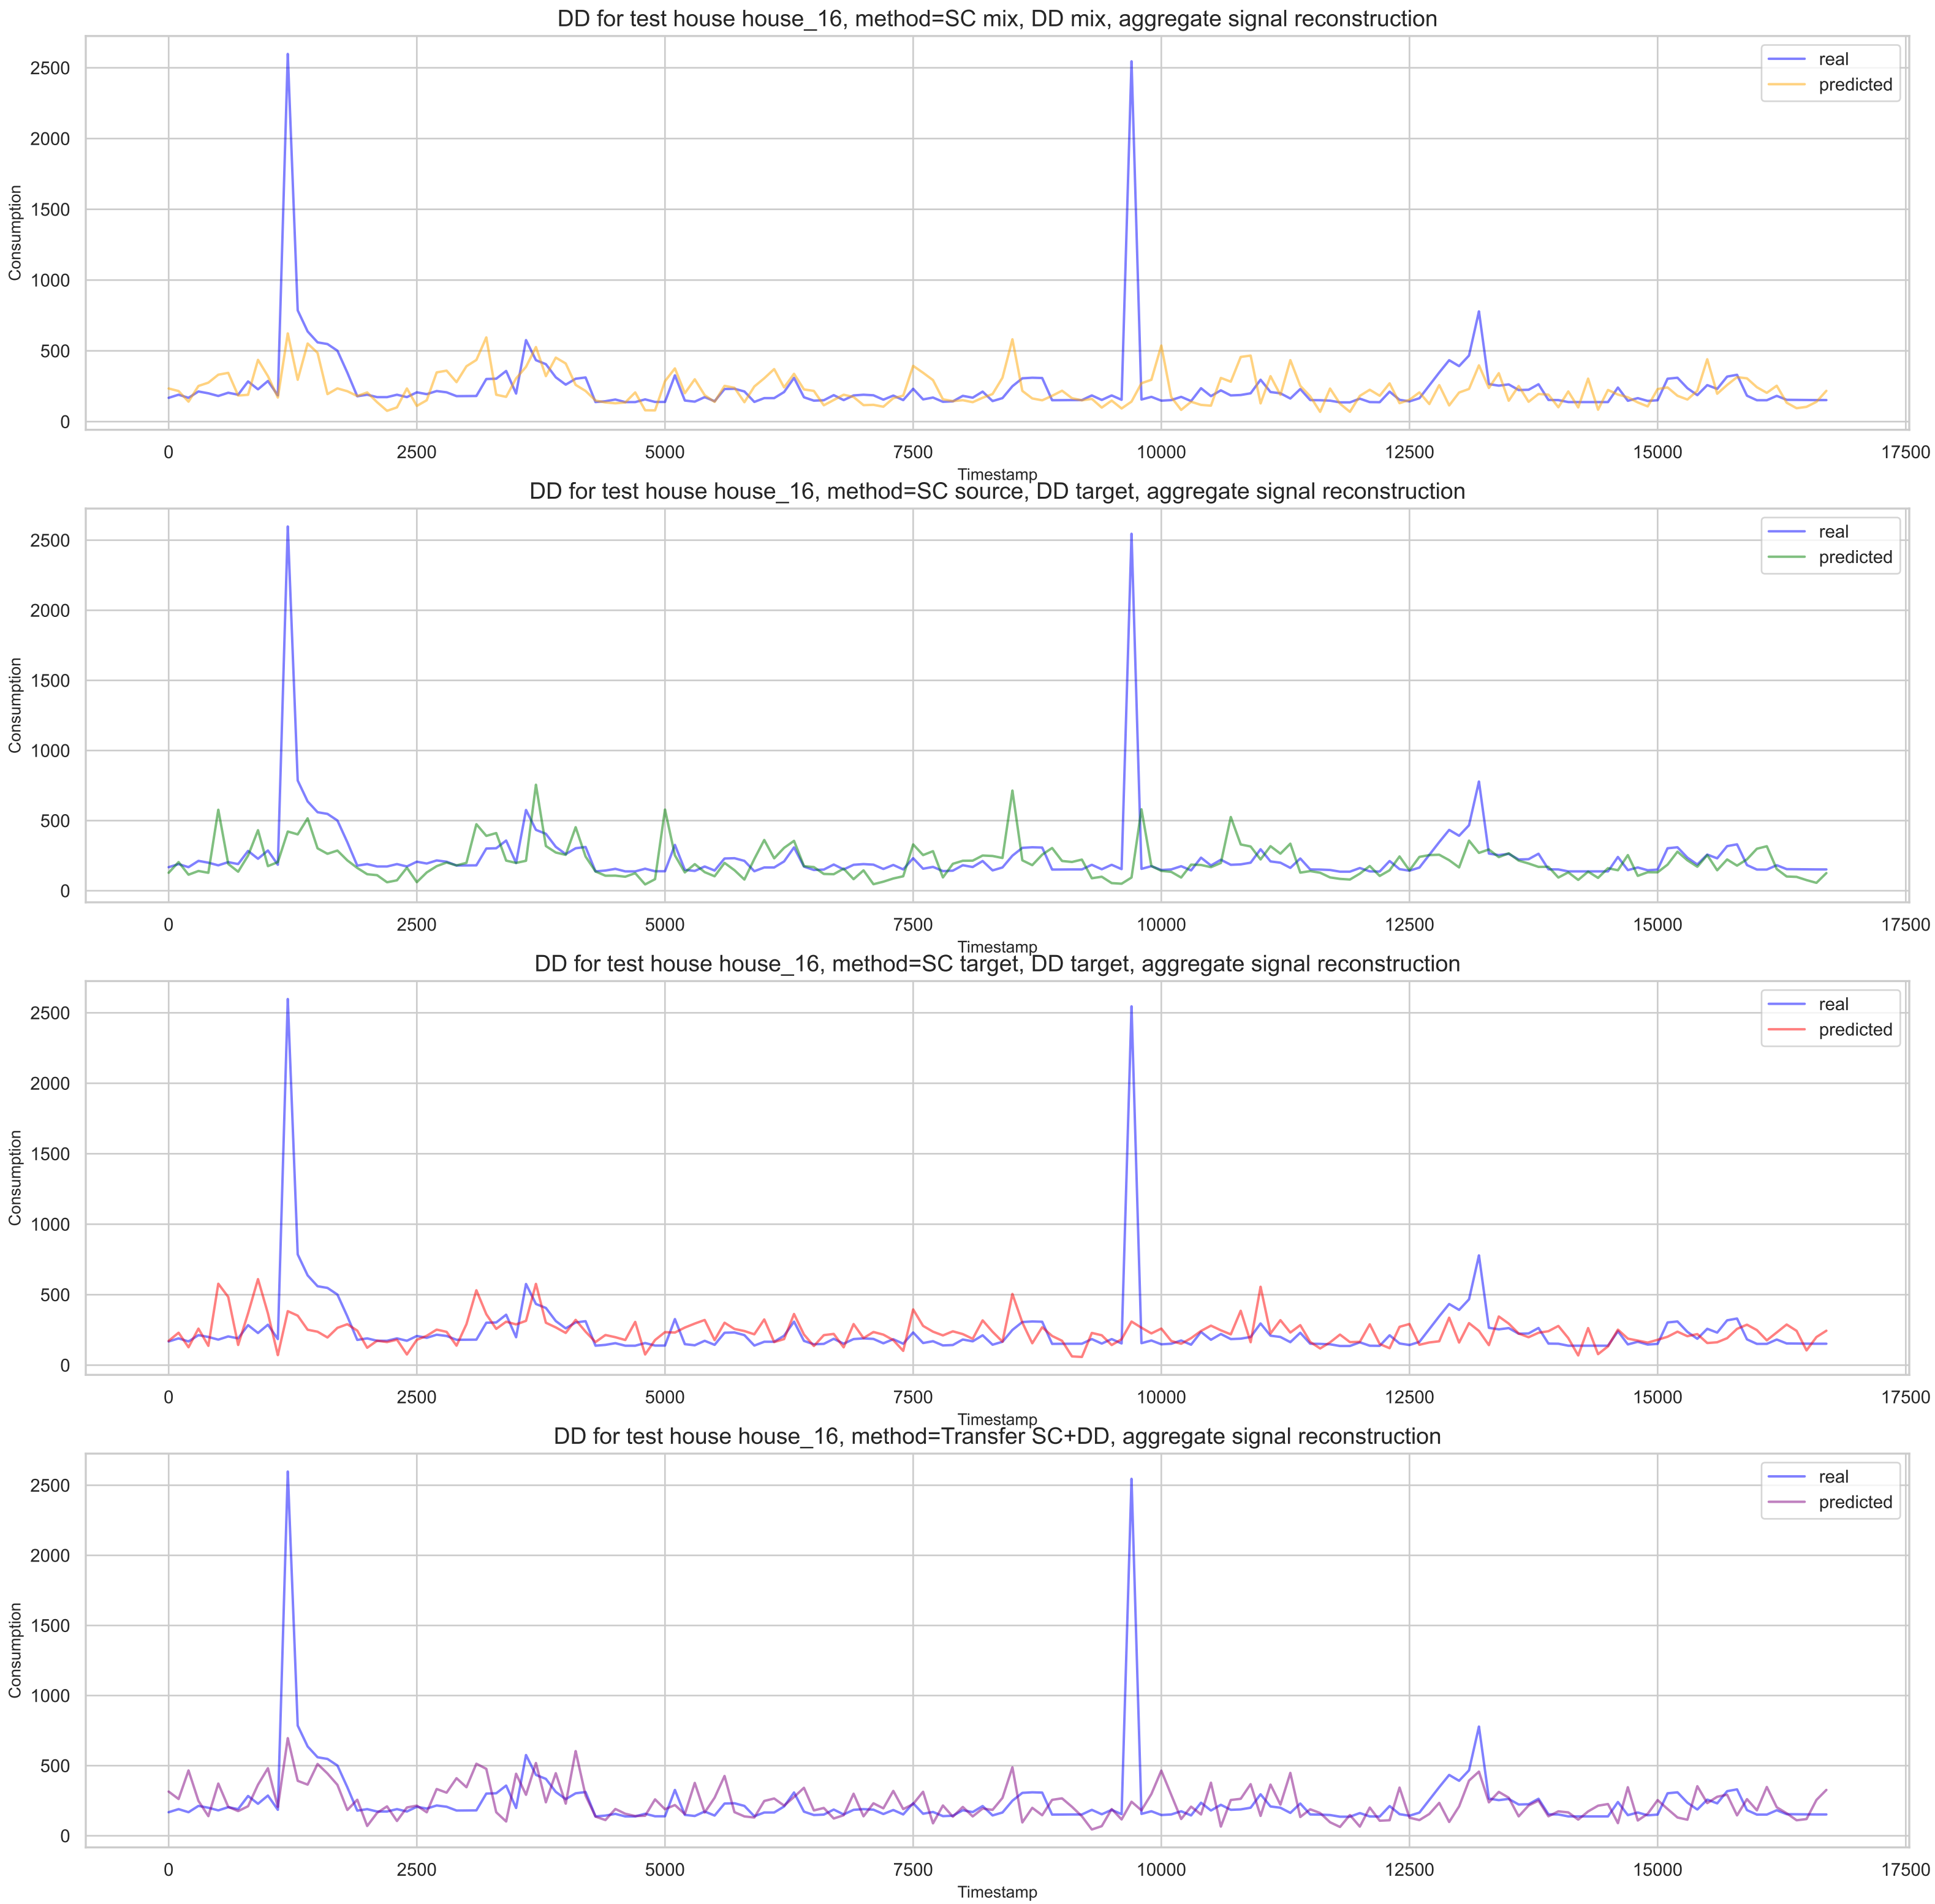 DD for test house house_16, method=SC mix, DD mix, aggregate signal reconstruction
real
predicted
2500
2000
1500
1000
500
0
Consumption
0 2500 5000 7500 10000 12500 15000 17500
Timestamp
DD for test house house_16, method=SC source, DD target, aggregate signal reconstruction
real
predicted
2500
2000
1500
1000
500
0
Consumption
0 2500 5000 7500 10000 12500 15000 17500
Timestamp
DD for test house house_16, method=SC target, DD target, aggregate signal reconstruction
real
predicted
2500
2000
1500
1000
500
0
Consumption
0 2500 5000 7500 10000 12500 15000 17500
Timestamp
DD for test house house_16, method=Transfer SC+DD, aggregate signal reconstruction
real
predicted
2500
2000
1500
1000
500
0
Consumption
0 2500 5000 7500 10000 12500 15000 17500
Timestamp